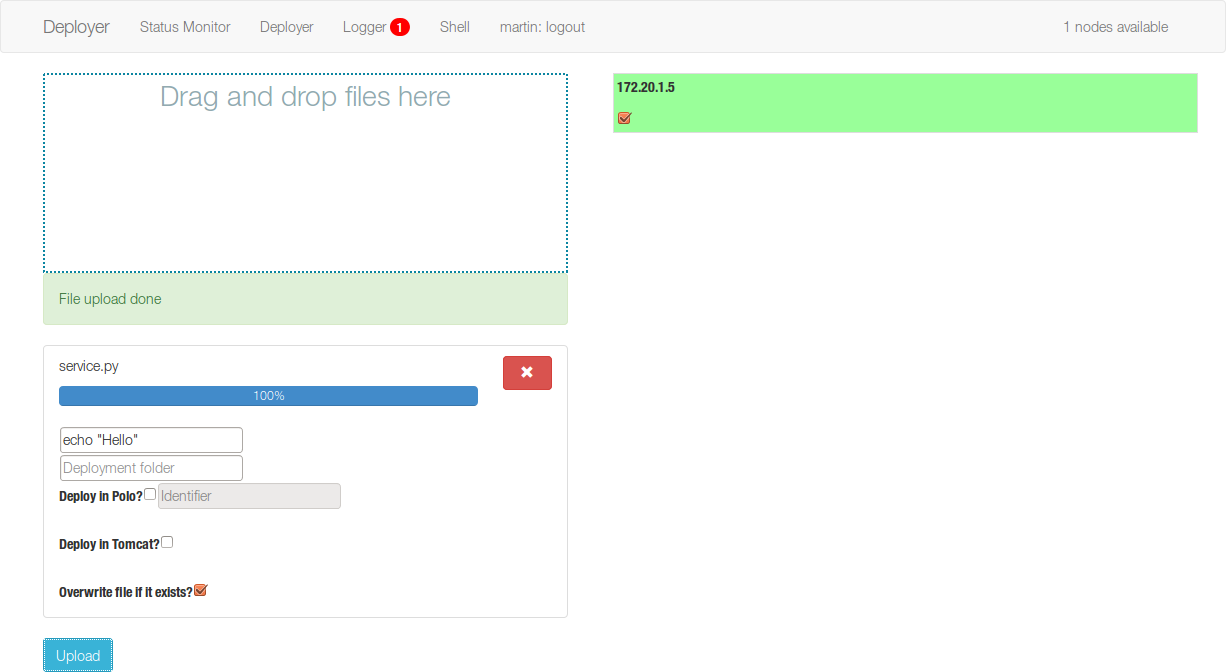 Deployer Status Monitor Deployer Logger 1 Shell martin: logout 1 nodes available
Drag and drop files here
172.20.1.5
File upload done
service.py
100%
echo "Hello"
Deployment folder
Deploy in Polo? Identifier
Deploy in Tomcat?
Overwrite file if it exists?
Upload